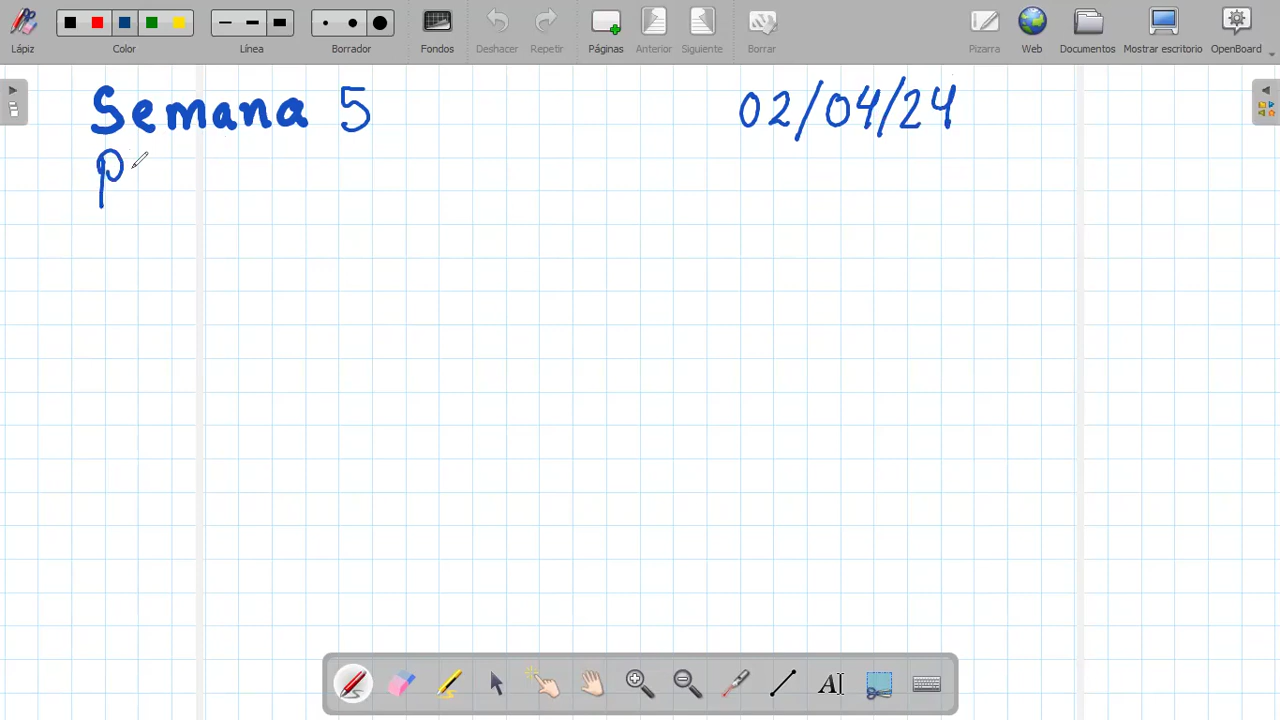 Lápiz Color Línea Borrador Fondos Deshacer Repetir Páginas Anterior Siguiente Borrar Pizarra Web Documentos Mostrar escritorio OpenBoard
Semana 5 02/04/24
p
AI